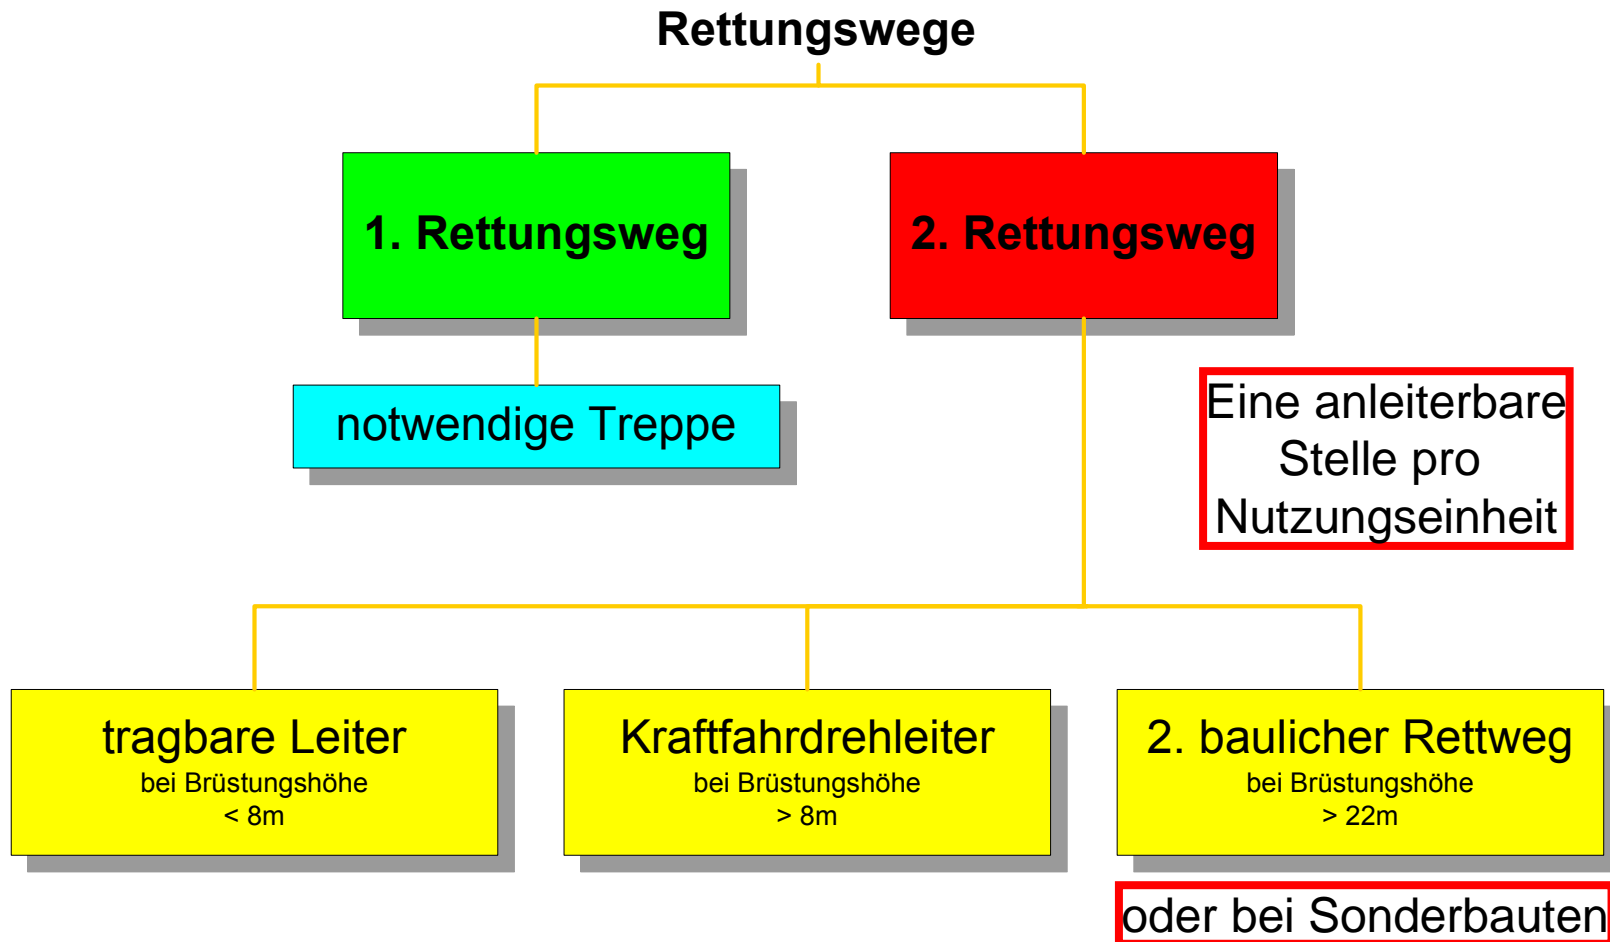 Rettungswege
1. Rettungsweg
2. Rettungsweg
notwendige Treppe
Eine anleiterbare
Stelle pro
Nutzungseinheit
tragbare Leiter
bei Brüstungshöhe
< 8m
Kraftfahrdrehleiter
bei Brüstungshöhe
> 8m
2. baulicher Rettweg
bei Brüstungshöhe
> 22m
oder bei Sonderbauten